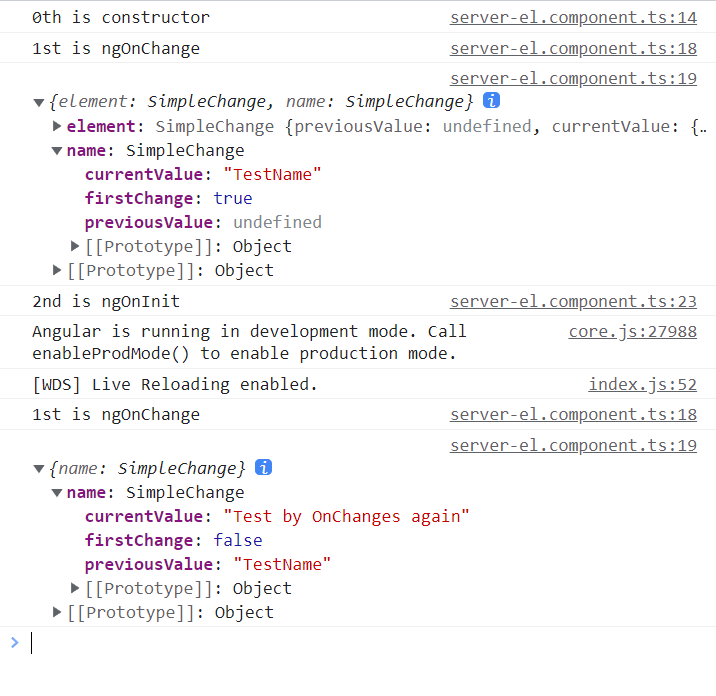 0th is constructor server-el.component.ts:14
1st is ngOnChange server-el.component.ts:18
server-el.component.ts:19
▼{element: SimpleChange, name: SimpleChange} i
▶element: SimpleChange {previousValue: undefined, currentValue: {…
▼name: SimpleChange
currentValue: "TestName"
firstChange: true
previousValue: undefined
▶[[Prototype]]: Object
▶[[Prototype]]: Object
2nd is ngOnInit server-el.component.ts:23
Angular is running in development mode. Call core.js:27988
enableProdMode() to enable production mode.
[WDS] Live Reloading enabled. index.js:52
1st is ngOnChange server-el.component.ts:18
server-el.component.ts:19
▼{name: SimpleChange} i
▼name: SimpleChange
currentValue: "Test by OnChanges again"
firstChange: false
previousValue: "TestName"
▶[[Prototype]]: Object
▶[[Prototype]]: Object
>